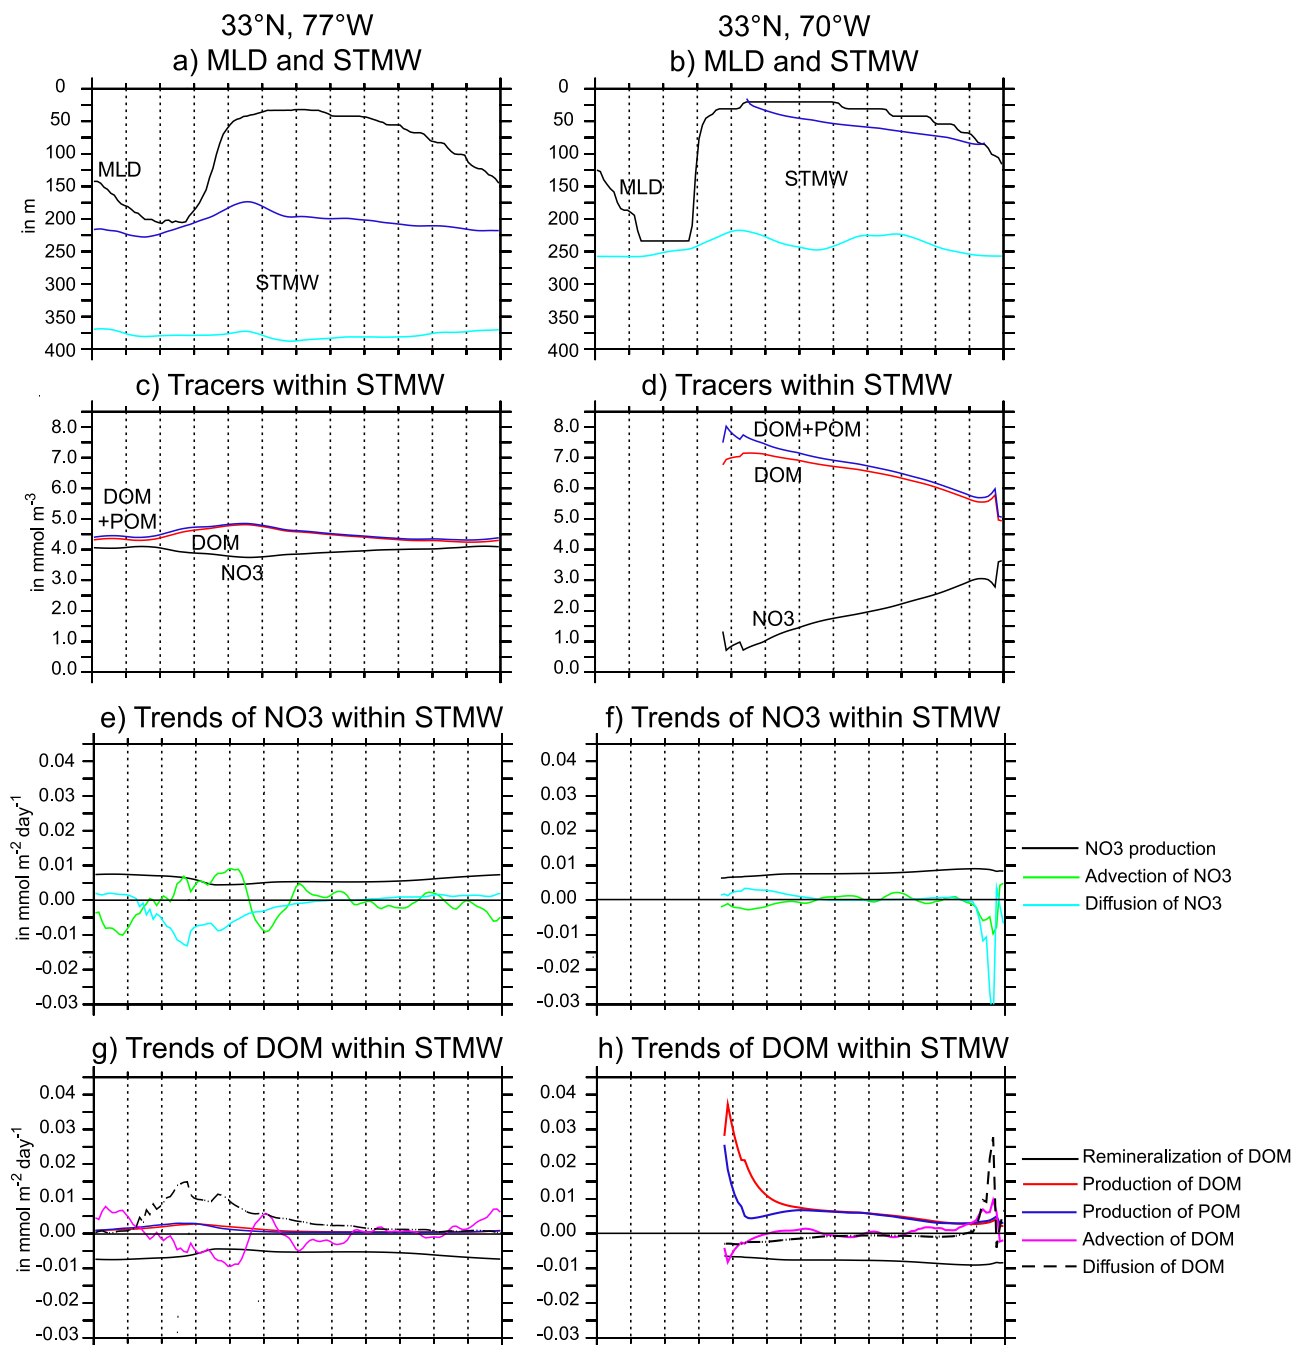 33°N, 77°W
33°N, 70°W
a) MLD and STMW
b) MLD and STMW
0
50
100
150
200
250
300
350
400
in m
MLD
STMW
0
50
100
150
200
250
300
350
400
MLD
STMW
c) Tracers within STMW
d) Tracers within STMW
8.0
7.0
6.0
5.0
4.0
3.0
2.0
1.0
0.0
in mmol m-3
DOM
+POM
DOM
NO3
8.0
7.0
6.0
5.0
4.0
3.0
2.0
1.0
0.0
DOM+POM
DOM
NO3
e) Trends of NO3 within STMW
f) Trends of NO3 within STMW
0.04
0.03
0.02
0.01
0.00
-0.01
-0.02
-0.03
in mmol m-2 day-1
0.04
0.03
0.02
0.01
0.00
-0.01
-0.02
-0.03
NO3 production
Advection of NO3
Diffusion of NO3
g) Trends of DOM within STMW
h) Trends of DOM within STMW
0.04
0.03
0.02
0.01
0.00
-0.01
-0.02
-0.03
in mmol m-2 day-1
0.04
0.03
0.02
0.01
0.00
-0.01
-0.02
-0.03
Remineralization of DOM
Production of DOM
Production of POM
Advection of DOM
Diffusion of DOM